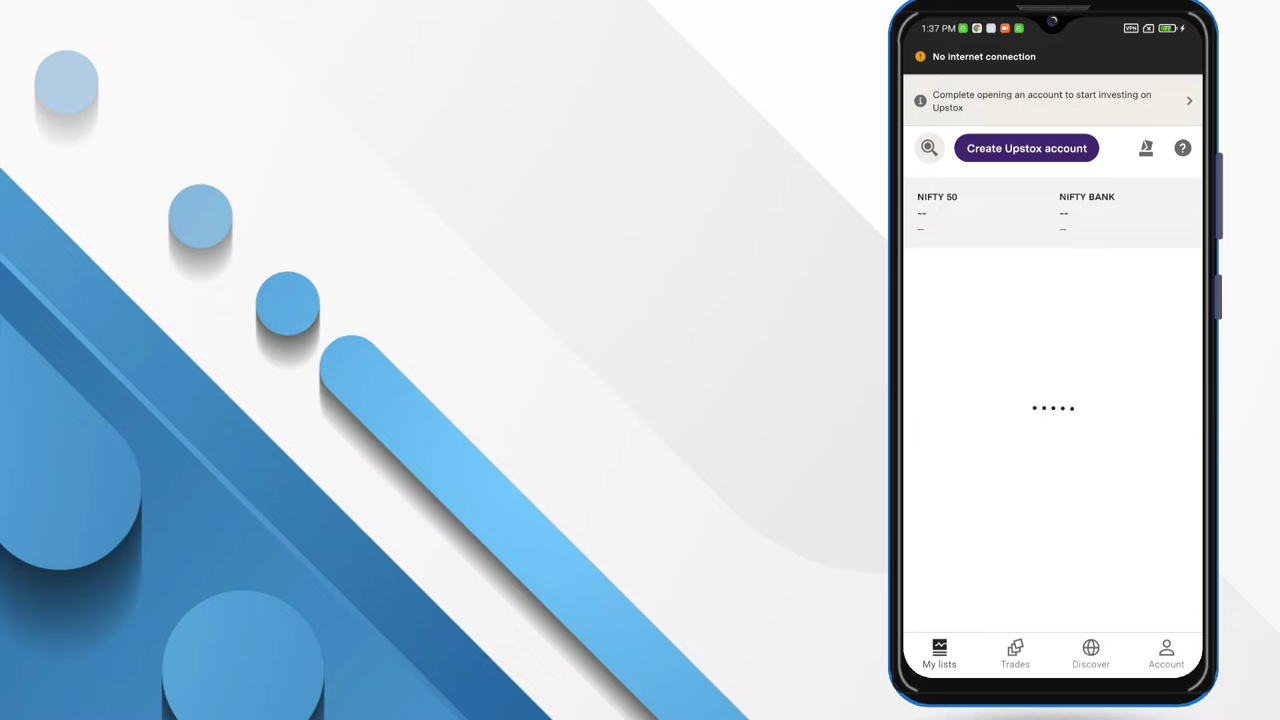 1:37 PM
VPN
No internet connection
Complete opening an account to start investing on
Upstox
Create Upstox account
NIFTY 50
NIFTY BANK
--
--
--
--
My lists
Trades
Discover
Account